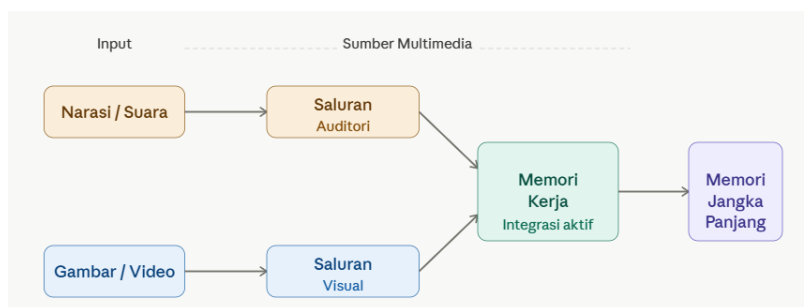 Input
Sumber Multimedia
Narasi / Suara
Saluran
Auditori
Memori
Kerja
Integrasi aktif
Memori
Jangka
Panjang
Gambar / Video
Saluran
Visual